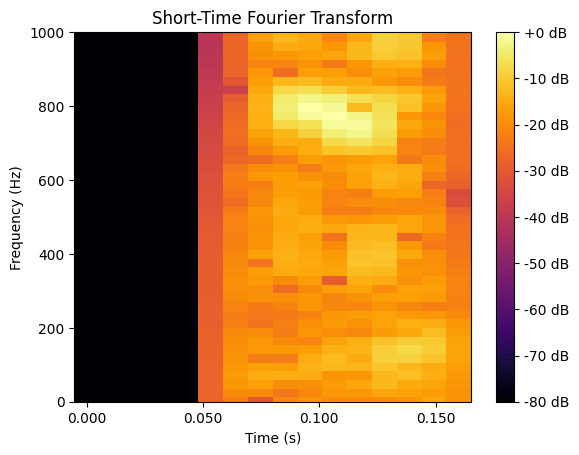 Short-Time Fourier Transform
1000
800
600
400
200
0
Frequency (Hz)
0.000
0.050
0.100
0.150
Time (s)
+0 dB
-10 dB
-20 dB
-30 dB
-40 dB
-50 dB
-60 dB
-70 dB
-80 dB